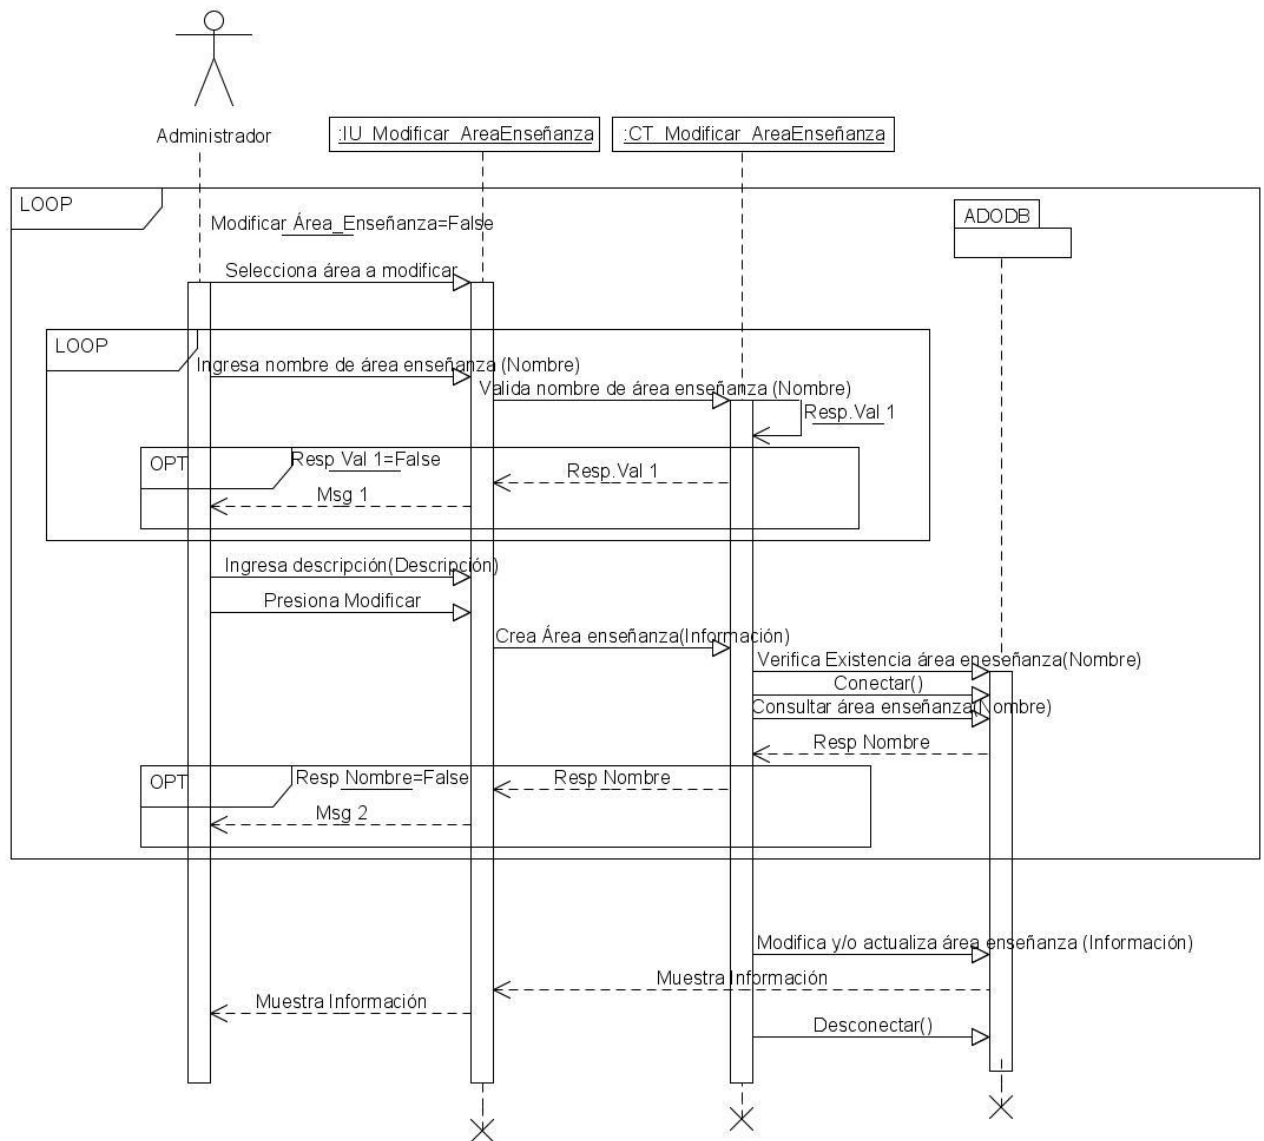 Administrador
:IU_Modificar_AreaEnseñanza
:CT_Modificar_AreaEnseñanza
LOOP
ADODB
Modificar Área_Enseñanza=False
Selecciona área a modificar
LOOP
Ingresa nombre de área enseñanza (Nombre)
Valida nombre de área enseñanza (Nombre)
Resp.Val 1
OPT
Resp Val 1=False
Resp.Val 1
Msg 1
Ingresa descripción(Descripción)
Presiona Modificar
Crea Área enseñanza(Información)
Verifica Existencia área eneseñanza(Nombre)
Conectar()
Consultar área enseñanza(Nombre)
Resp Nombre
OPT
Resp Nombre=False
Resp Nombre
Msg 2
Modifica y/o actualiza área enseñanza (Información)
Muestra Información
Muestra Información
Desconectar()